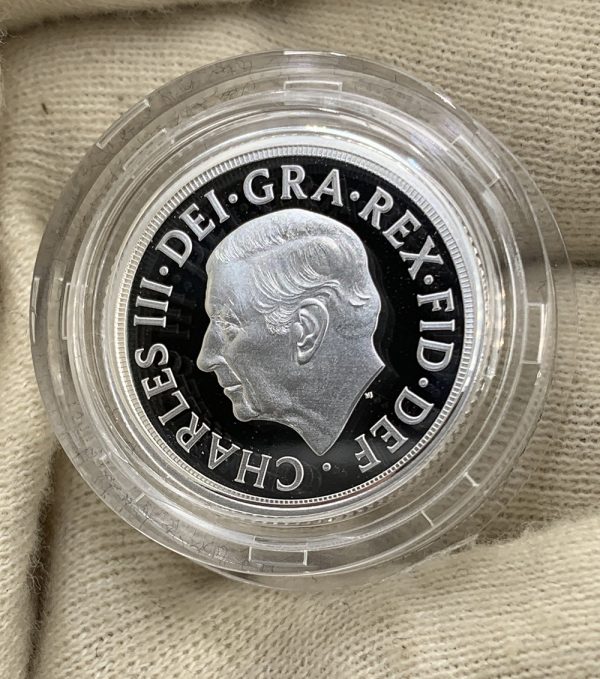 CHARLES III · DEI · GRA · REX · FID · DEF ·